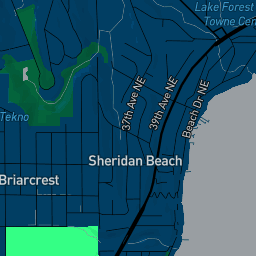 Lake Forest
Towne Cen
37th Ave NE
39th Ave NE
Beach Dr NE
Tekno
Sheridan Beach
Briarcrest